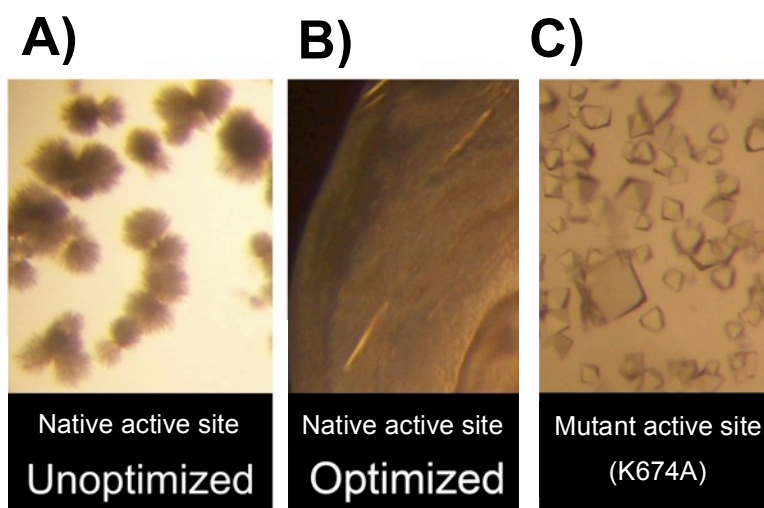 A)
B)
C)
Native active site
Unoptimized
Native active site
Optimized
Mutant active site
(K674A)